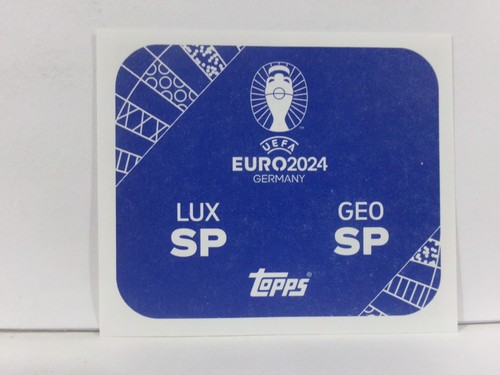 UEFA
EURO2024
GERMANY
LUX GEO
SP SP
Topps